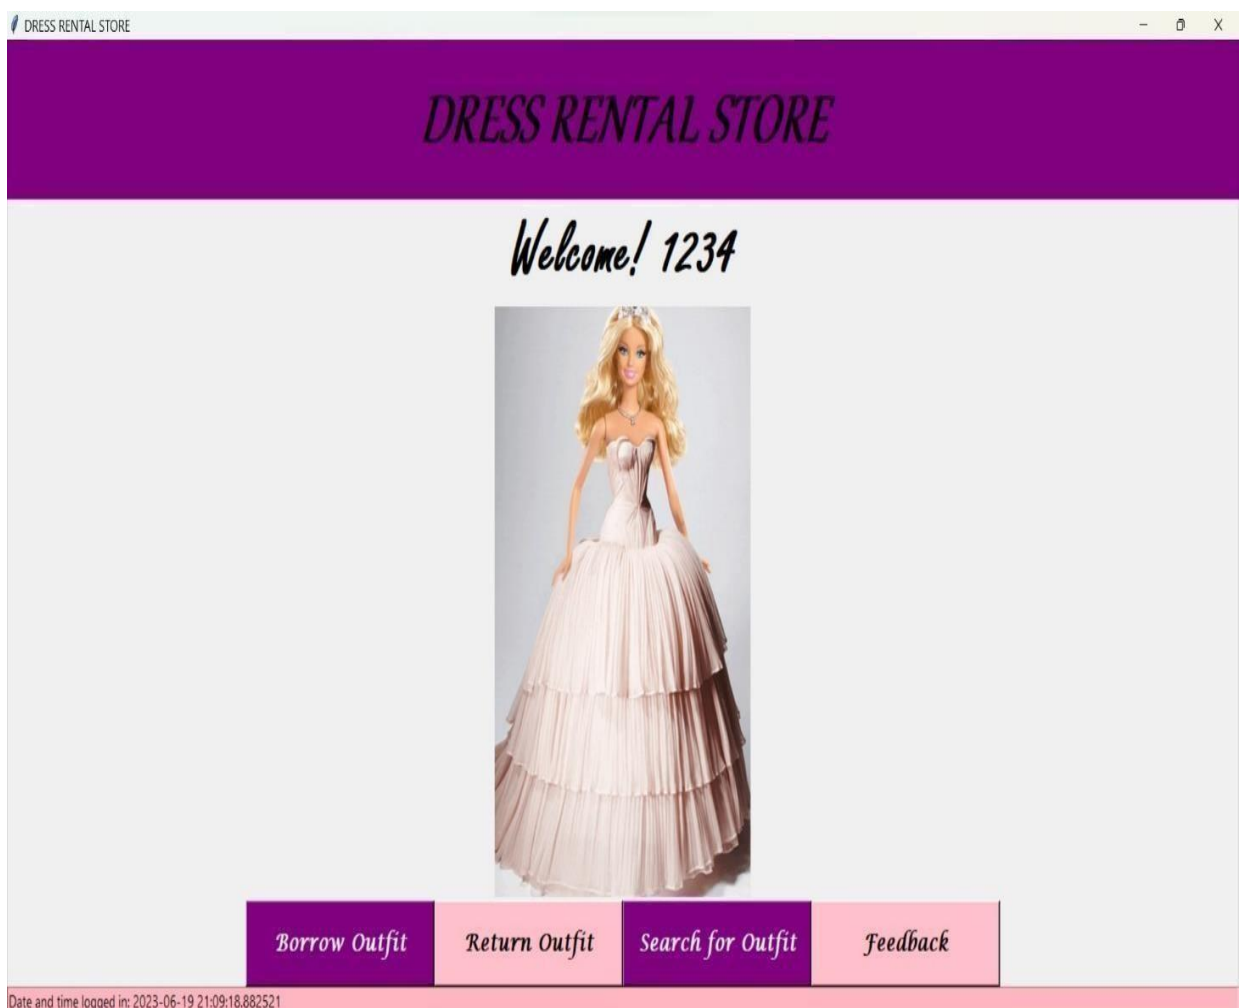 DRESS RENTAL STORE
DRESS RENTAL STORE
Welcome! 1234
Borrow Outfit
Return Outfit
Search for Outfit
Feedback
Date and time logged in: 2023-06-19 21:09:18.882521